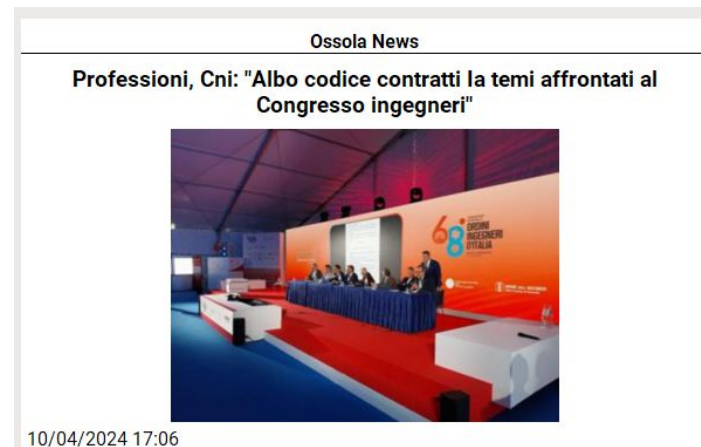 Ossola News
Professioni, Cni: "Albo codice contratti Ia temi affrontati al
Congresso ingegneri"
68°
ORDINI
INGEGNERI
D'ITALIA
10/04/2024 17:06